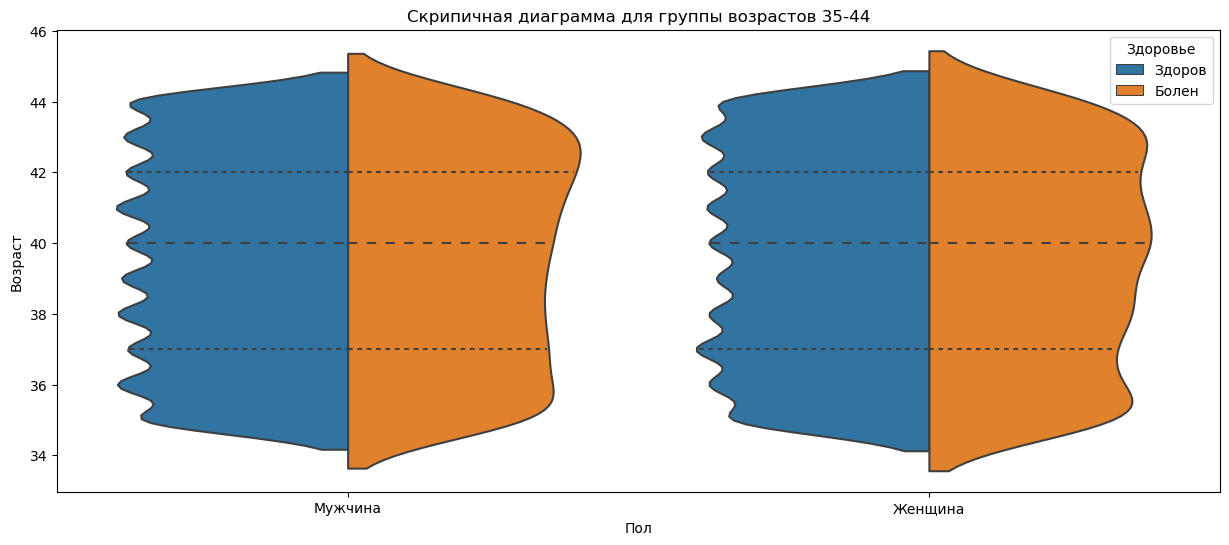 Скрипичная диаграмма для группы возрастов 35-44
46
44
42
40
38
36
34
Возраст
Здоровье
Здоров
Болен
Мужчина
Женщина
Пол